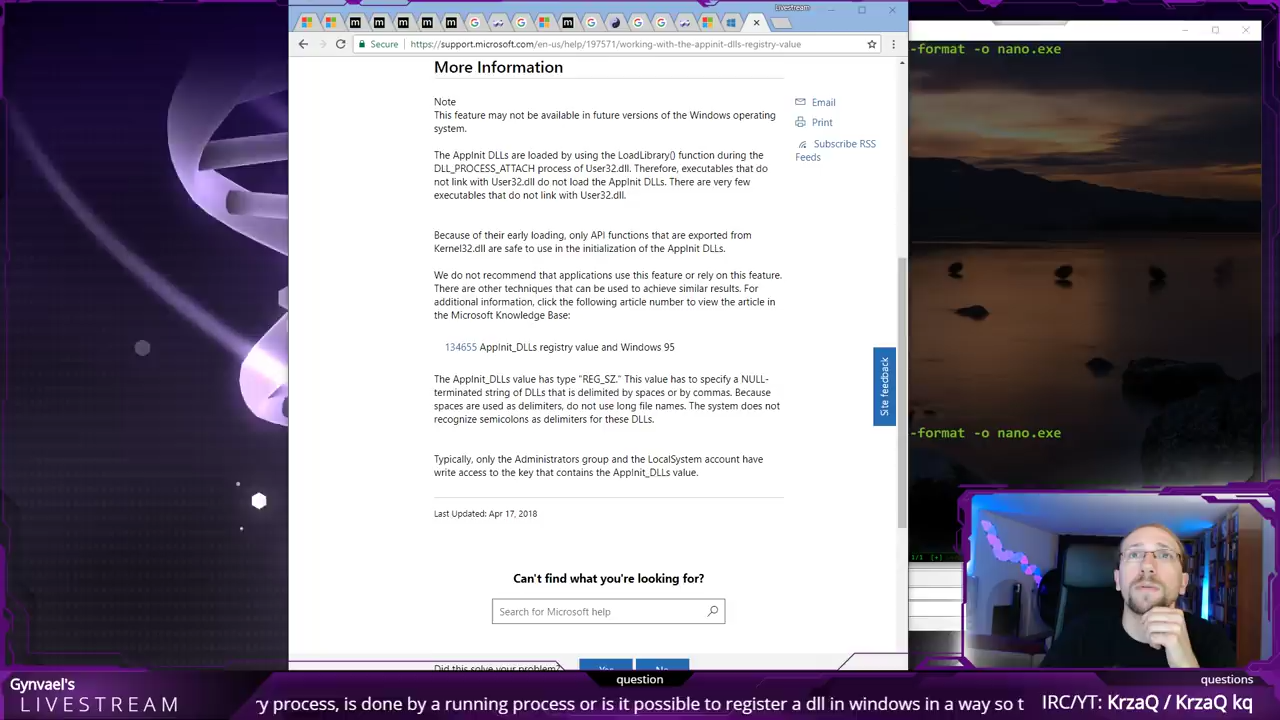 Livestream
Secure
https://support.microsoft.com/en-us/help/197571/working-with-the-appinit-dlls-registry-value
More Information
Note
This feature may not be available in future versions of the Windows operating
system.
The AppInit DLLs are loaded by using the LoadLibrary() function during the
DLL_PROCESS_ATTACH process of User32.dll. Therefore, executables that do
not link with User32.dll do not load the AppInit DLLs. There are very few
executables that do not link with User32.dll.
Because of their early loading, only API functions that are exported from
Kernel32.dll are safe to use in the initialization of the AppInit DLLs.
We do not recommend that applications use this feature or rely on this feature.
There are other techniques that can be used to achieve similar results. For
additional information, click the following article number to view the article in
the Microsoft Knowledge Base:
134655 AppInit_DLLs registry value and Windows 95
The AppInit_DLLs value has type "REG_SZ." This value has to specify a NULL-
terminated string of DLLs that is delimited by spaces or by commas. Because
spaces are used as delimiters, do not use long file names. The system does not
recognize semicolons as delimiters for these DLLs.
Typically, only the Administrators group and the LocalSystem account have
write access to the key that contains the AppInit_DLLs value.
Last Updated: Apr 17, 2018
Can't find what you're looking for?
Search for Microsoft help
Did this solve your problem?
Yes
No
Email
Print
Subscribe RSS
Feeds
Site feedback
-format -o nano.exe
-format -o nano.exe
Gynvael's
LIVESTREAM
question
ry process, is done by a running process or is it possible to register a dll in windows in a way so t
questions
IRC/YT: KrzaQ / KrzaQ kq